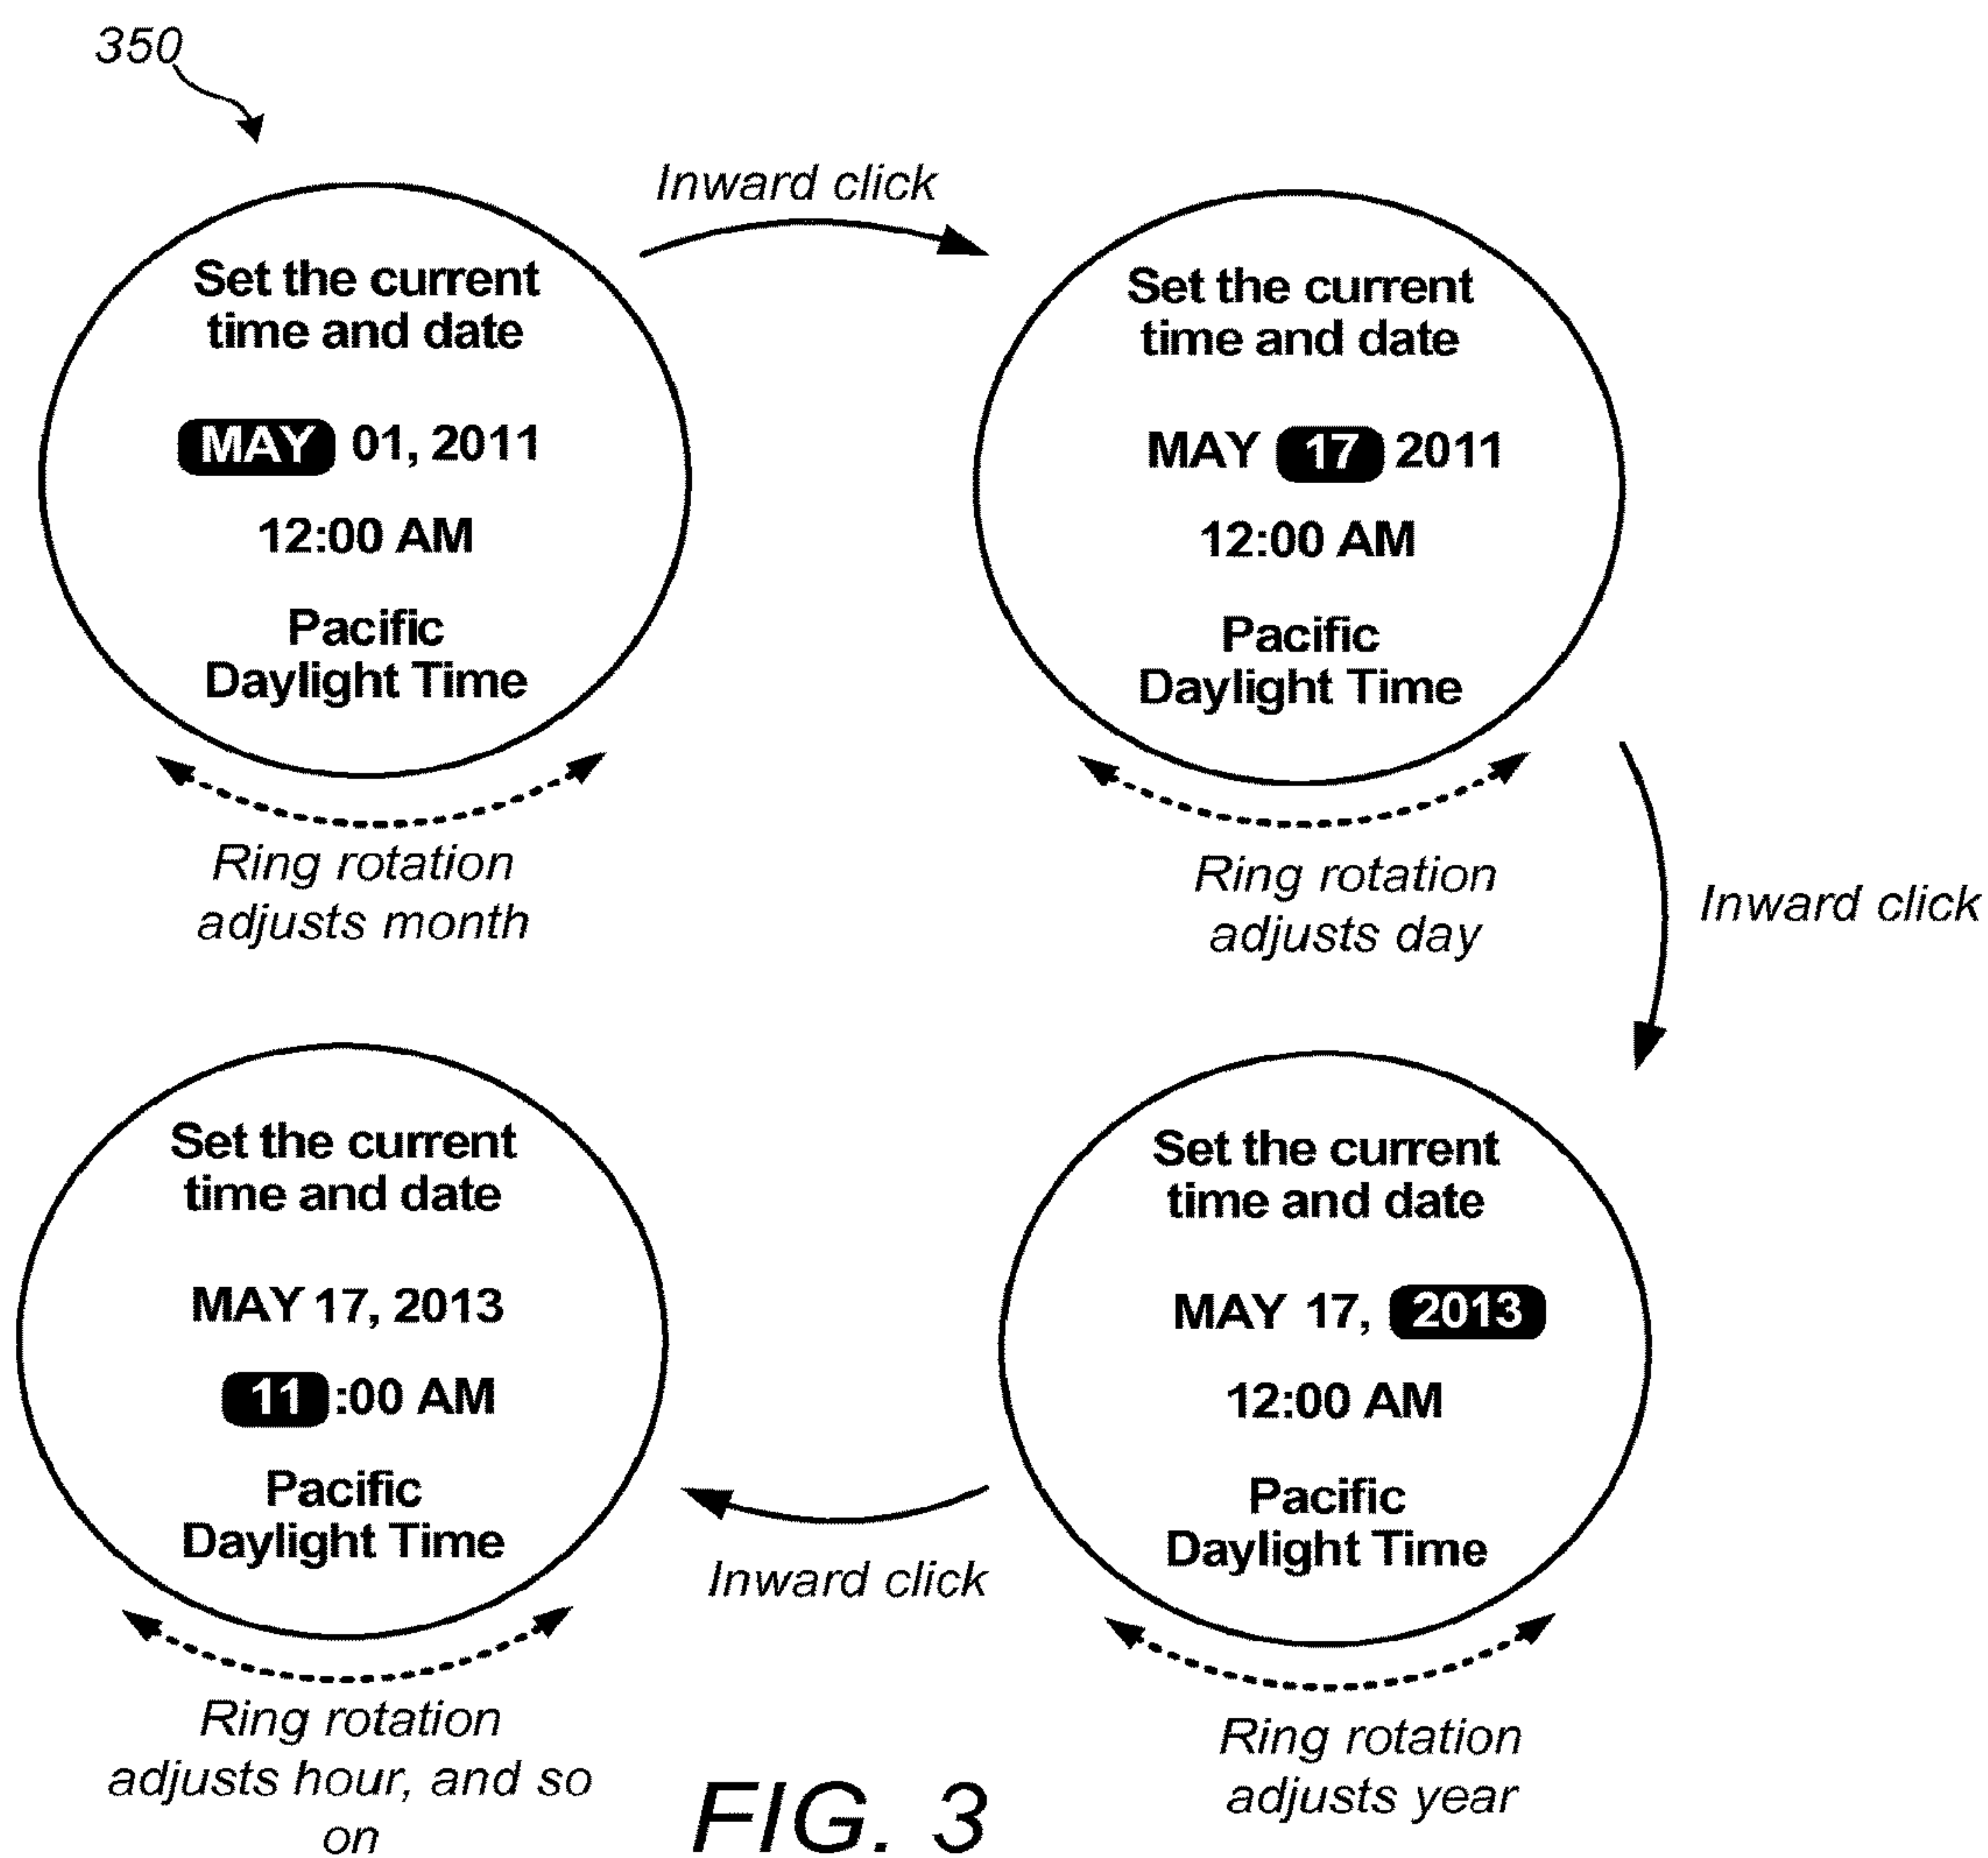 350
Inward click
Set the current
time and date
MAY 01, 2011
12:00 AM
Pacific
Daylight Time
Ring rotation
adjusts month
Set the current
time and date
MAY 17 2011
12:00 AM
Pacific
Daylight Time
Ring rotation
adjusts day
Inward click
Set the current
time and date
MAY 17, 2013
12:00 AM
Pacific
Daylight Time
Ring rotation
adjusts year
Inward click
Set the current
time and date
MAY 17, 2013
11 :00 AM
Pacific
Daylight Time
Ring rotation
adjusts hour, and so
on
FIG. 3